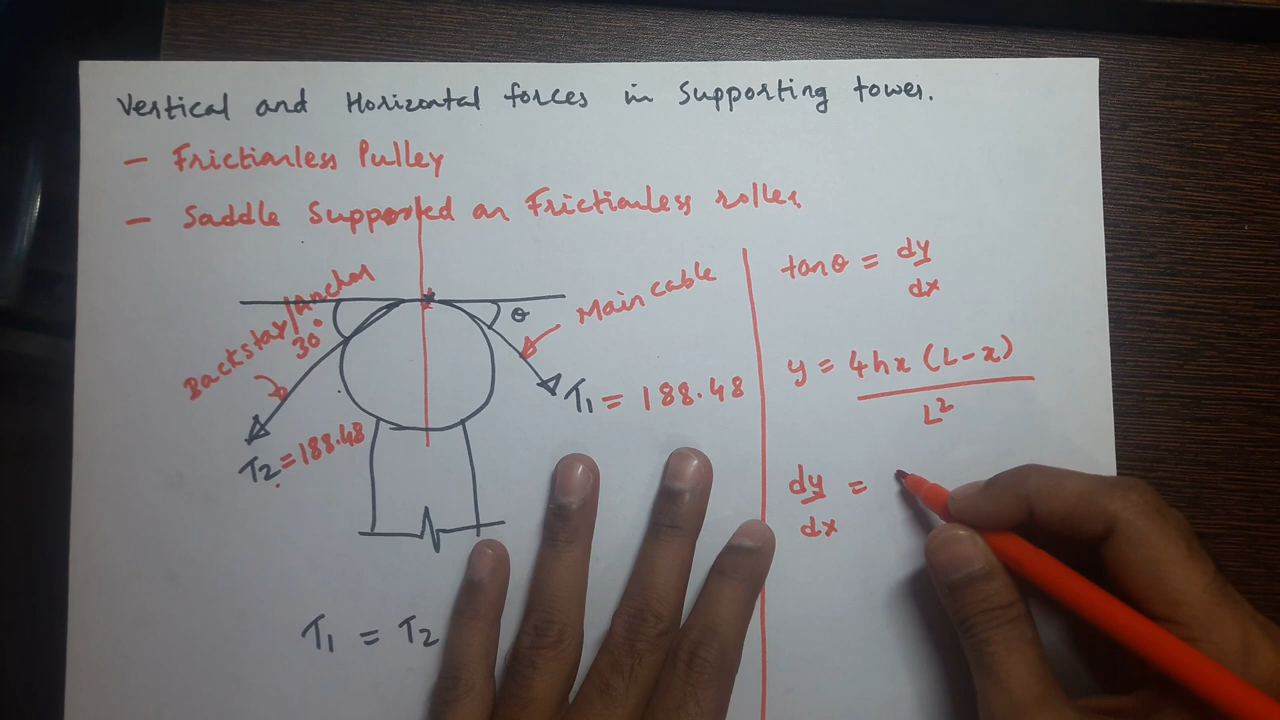 Vertical and Horizontal forces in Supporting tower.
- Frictionless Pulley
- Saddle Supported on Frictionless roller
Backstay/Anchor
30°
θ
Main cable
T2 = 188.48
T1 = 188.48
T1 = T2
tanθ = dy/dx
y = 4hx (L-x) / L²
dy/dx =